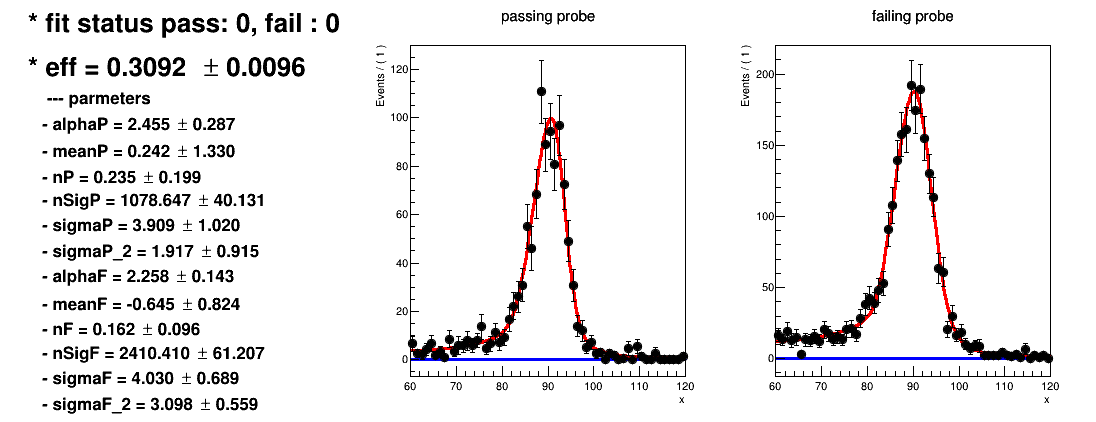 * fit status pass: 0, fail : 0
* eff = 0.3092 ± 0.0096
--- parmeters
- alphaP = 2.455 ± 0.287
- meanP = 0.242 ± 1.330
- nP = 0.235 ± 0.199
- nSigP = 1078.647 ± 40.131
- sigmaP = 3.909 ± 1.020
- sigmaP_2 = 1.917 ± 0.915
- alphaF = 2.258 ± 0.143
- meanF = -0.645 ± 0.824
- nF = 0.162 ± 0.096
- nSigF = 2410.410 ± 61.207
- sigmaF = 4.030 ± 0.689
- sigmaF_2 = 3.098 ± 0.559
passing probe
Events / ( 1 )
120
100
80
60
40
20
0
60 70 80 90 100 110 120
x
failing probe
Events / ( 1 )
200
150
100
50
0
60 70 80 90 100 110 120
x